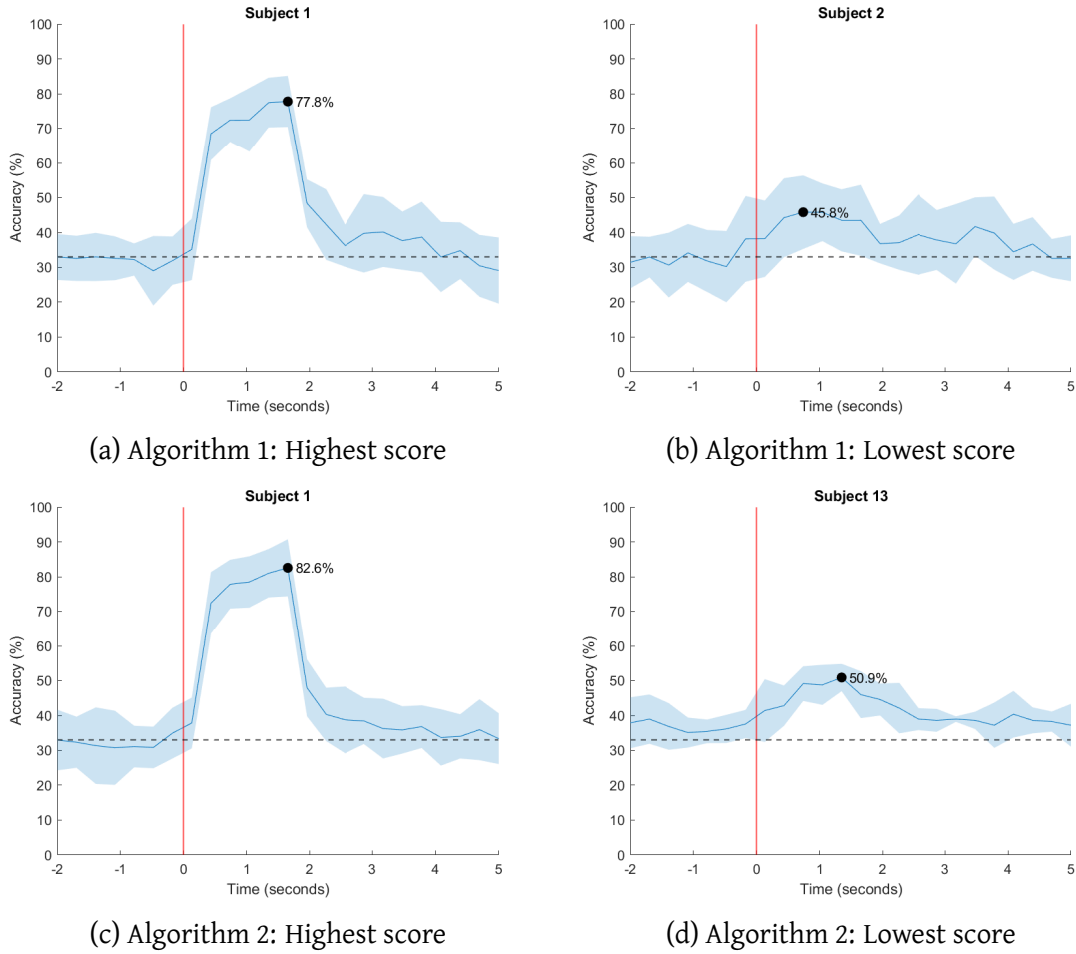 Subject 1
100
90
80
70
60
50
40
30
20
10
0
Accuracy (%)
77.8%
-2 -1 0 1 2 3 4 5
Time (seconds)
(a) Algorithm 1: Highest score
Subject 2
100
90
80
70
60
50
40
30
20
10
0
Accuracy (%)
45.8%
-2 -1 0 1 2 3 4 5
Time (seconds)
(b) Algorithm 1: Lowest score
Subject 1
100
90
80
70
60
50
40
30
20
10
0
Accuracy (%)
82.6%
-2 -1 0 1 2 3 4 5
Time (seconds)
(c) Algorithm 2: Highest score
Subject 13
100
90
80
70
60
50
40
30
20
10
0
Accuracy (%)
50.9%
-2 -1 0 1 2 3 4 5
Time (seconds)
(d) Algorithm 2: Lowest score